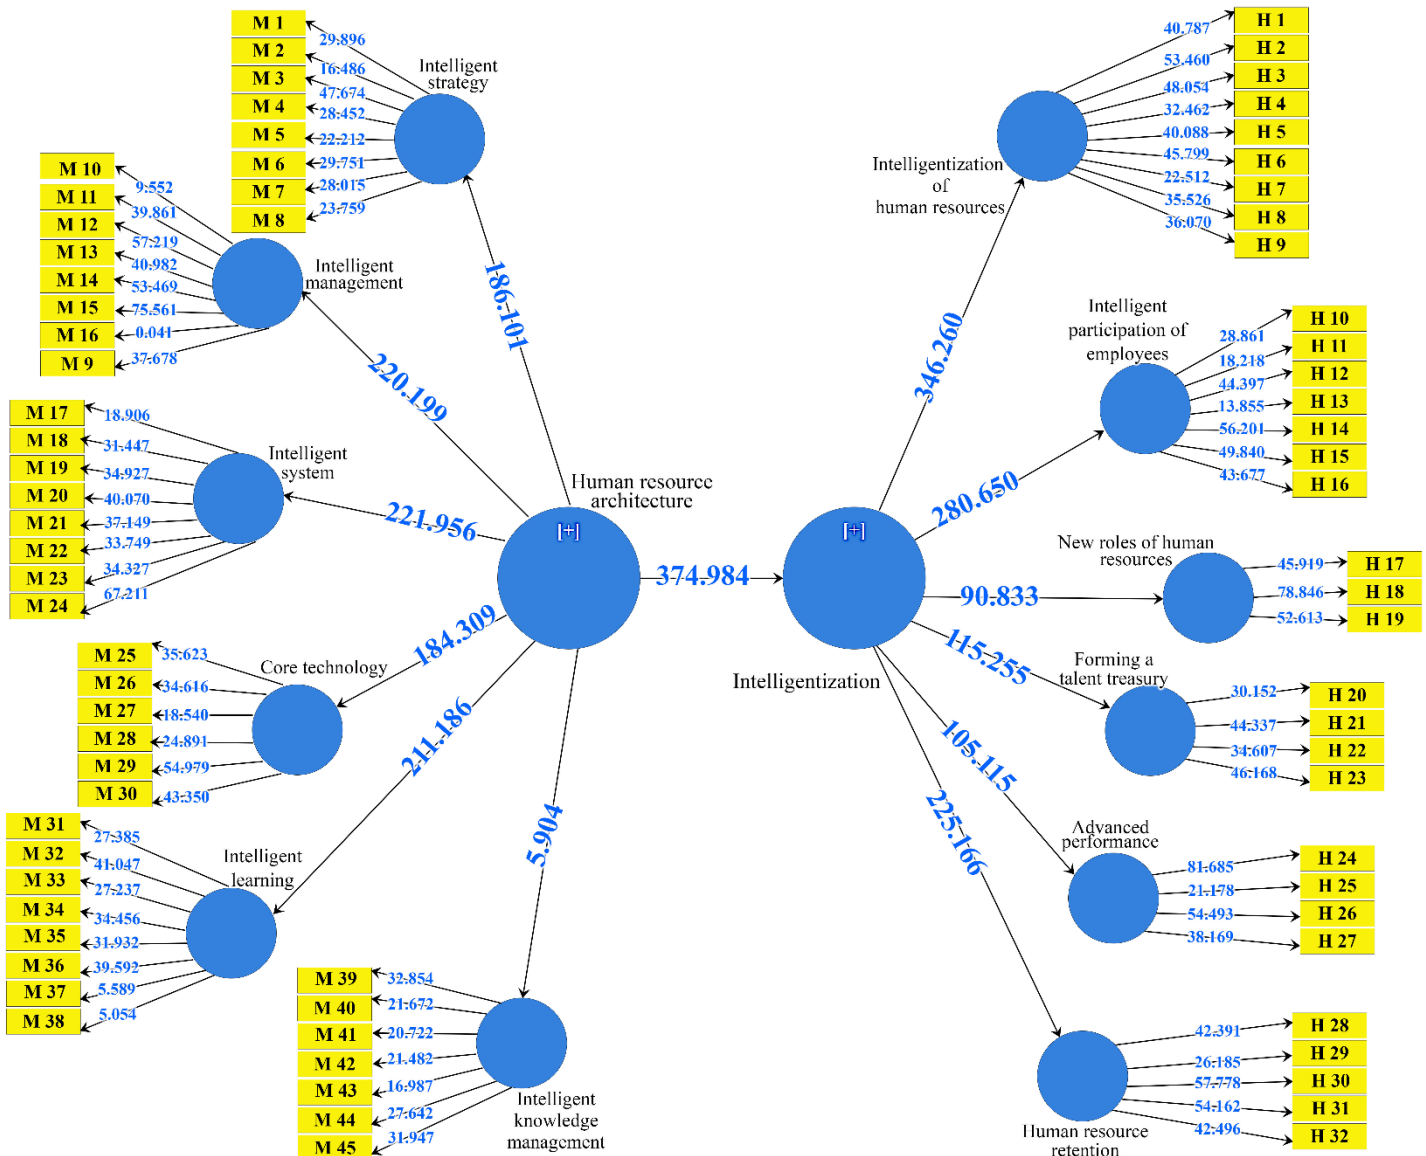 M 1
M 2
M 3
M 4
M 5
M 6
M 7
M 8
29.896
16.486
47.674
28.452
22.212
29.751
28.015
23.759
Intelligent
strategy
M 10
M 11
M 12
M 13
M 14
M 15
M 16
M 9
9.552
39.861
57.219
40.982
53.469
75.561
0.041
37.678
Intelligent
management
M 17
M 18
M 19
M 20
M 21
M 22
M 23
M 24
18.906
31.447
34.927
40.070
37.149
33.749
34.327
67.211
Intelligent
system
M 25
M 26
M 27
M 28
M 29
M 30
35.623
34.616
18.540
24.891
54.979
43.350
Core technology
M 31
M 32
M 33
M 34
M 35
M 36
M 37
M 38
27.385
41.047
27.237
34.456
31.932
39.592
5.589
5.054
Intelligent
learning
M 39
M 40
M 41
M 42
M 43
M 44
M 45
32.854
21.672
20.722
21.482
16.987
27.642
31.947
Intelligent
knowledge
management
186.101
220.199
221.956
184.309
211.186
5.904
Human resource
architecture
[+]
374.984
[+]
Intelligentization
346.260
280.650
90.833
115.255
105.115
225.166
Intelligentization
of
human resources
40.787
53.460
48.054
32.462
40.088
45.799
22.512
35.526
36.070
H 1
H 2
H 3
H 4
H 5
H 6
H 7
H 8
H 9
Intelligent
participation of
employees
28.861
18.218
44.397
13.855
56.201
49.840
43.677
H 10
H 11
H 12
H 13
H 14
H 15
H 16
New roles of human
resources
45.919
78.846
52.613
H 17
H 18
H 19
Forming a
talent treasury
30.152
44.337
34.607
46.168
H 20
H 21
H 22
H 23
Advanced
performance
81.685
21.178
54.493
38.169
H 24
H 25
H 26
H 27
42.391
26.185
57.778
54.162
42.496
H 28
H 29
H 30
H 31
H 32
Human resource
retention